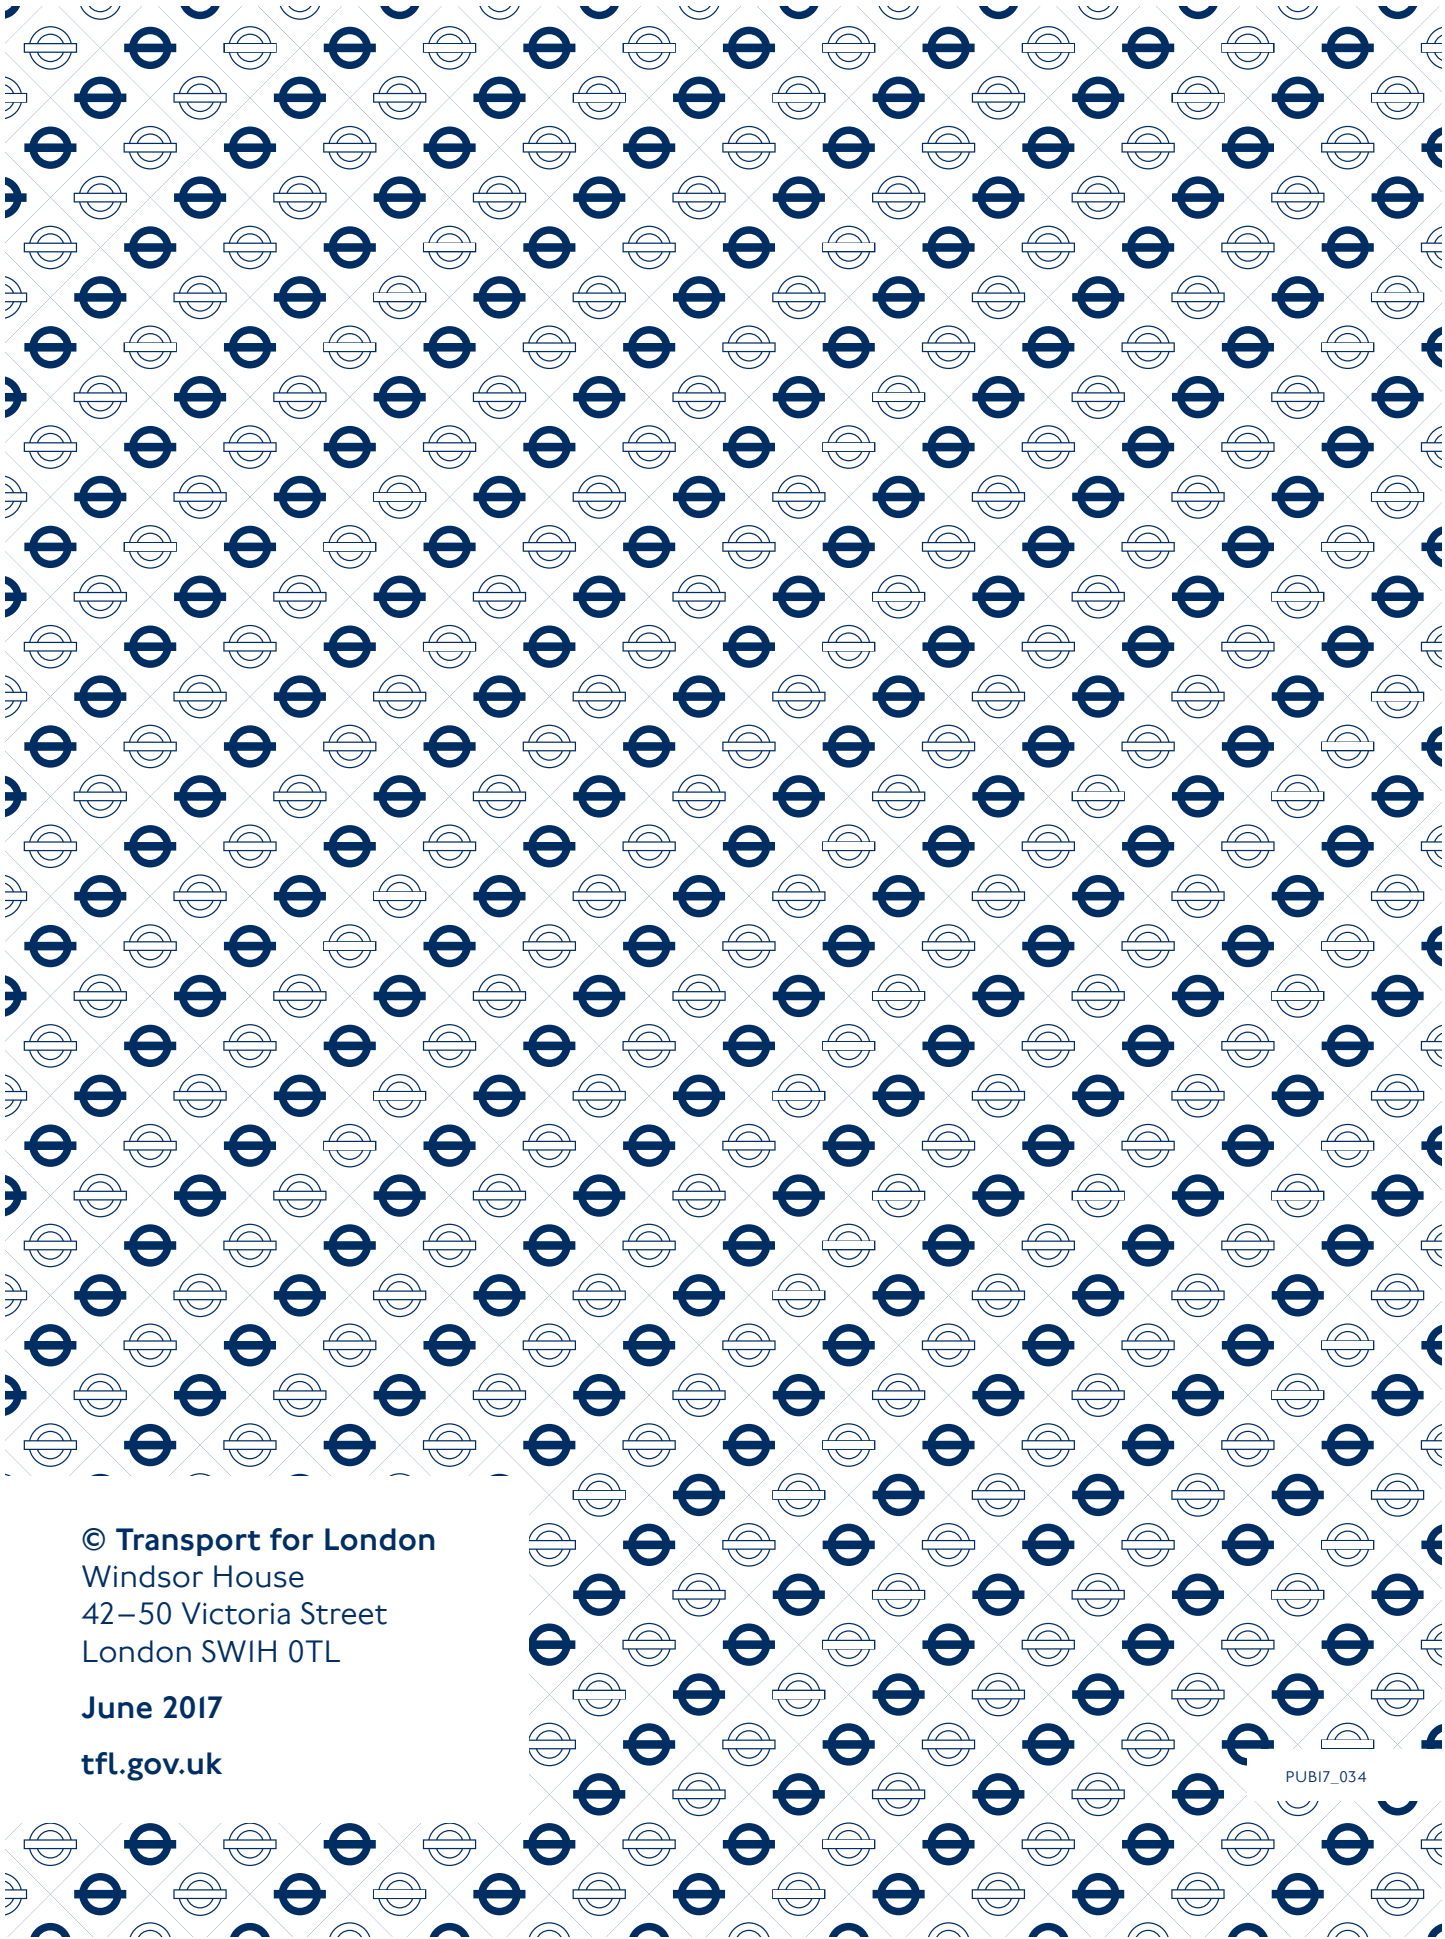 © Transport for London
Windsor House
42–50 Victoria Street
London SW1H 0TL
June 2017
tfl.gov.uk
PUB17_034